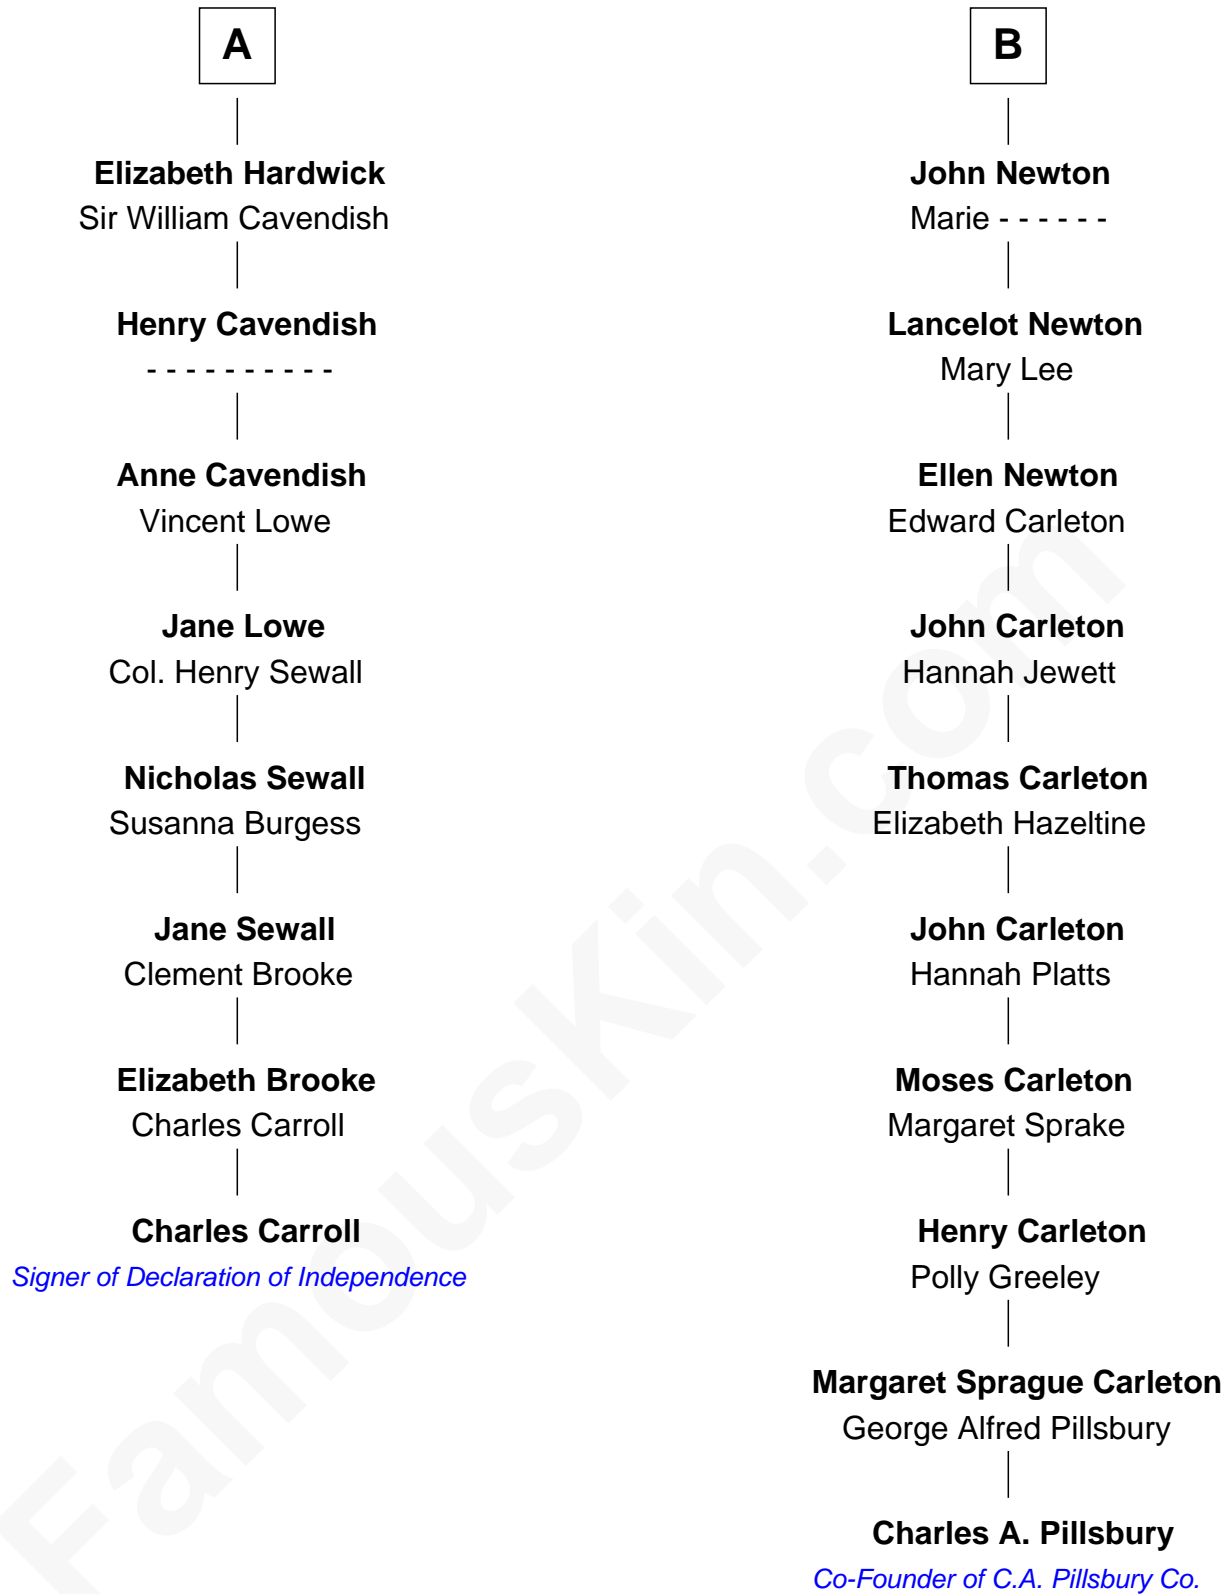 A
Elizabeth Hardwick
Sir William Cavendish
Henry Cavendish
- - - - - - - - - -
Anne Cavendish
Vincent Lowe
Jane Lowe
Col. Henry Sewall
Nicholas Sewall
Susanna Burgess
Jane Sewall
Clement Brooke
Elizabeth Brooke
Charles Carroll
Charles Carroll
Signer of Declaration of Independence
B
John Newton
Marie - - - - - -
Lancelot Newton
Mary Lee
Ellen Newton
Edward Carleton
John Carleton
Hannah Jewett
Thomas Carleton
Elizabeth Hazeltine
John Carleton
Hannah Platts
Moses Carleton
Margaret Sprake
Henry Carleton
Polly Greeley
Margaret Sprague Carleton
George Alfred Pillsbury
Charles A. Pillsbury
Co-Founder of C.A. Pillsbury Co.
FamousKin.com